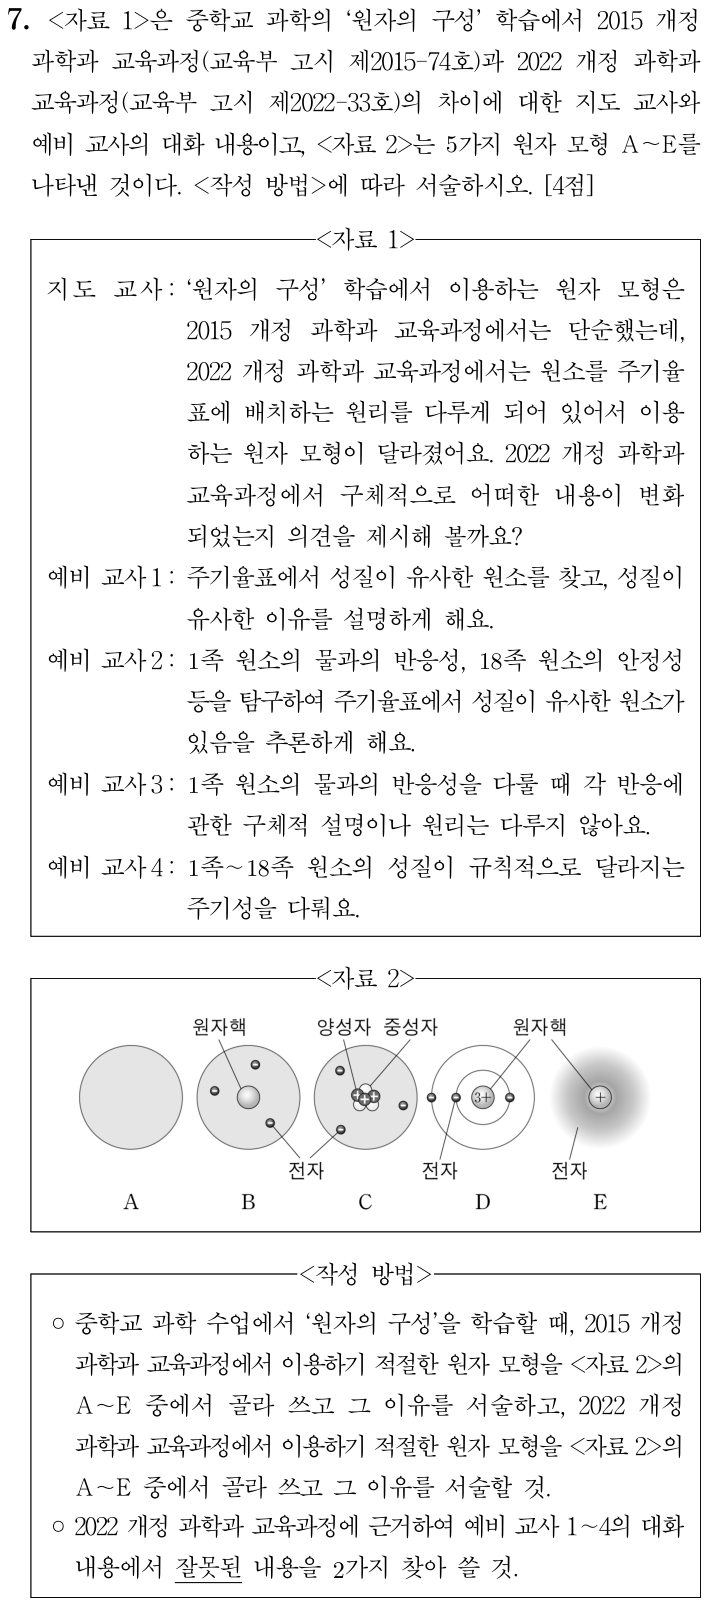 7. <자료 1>은 중학교 과학의 ‘원자의 구성’ 학습에서 2015 개정
과학과 교육과정(교육부 고시 제2015-74호)과 2022 개정 과학과
교육과정(교육부 고시 제2022-33호)의 차이에 대한 지도 교사와
예비 교사의 대화 내용이고, <자료 2>는 5가지 원자 모형 A~E를
나타낸 것이다. <작성 방법>에 따라 서술하시오. [4점]
<자료 1>
지도 교사: ‘원자의 구성’ 학습에서 이용하는 원자 모형은
2015 개정 과학과 교육과정에서는 단순했는데,
2022 개정 과학과 교육과정에서는 원소를 주기율
표에 배치하는 원리를 다루게 되어 있어서 이용
하는 원자 모형이 달라졌어요. 2022 개정 과학과
교육과정에서 구체적으로 어떠한 내용이 변화
되었는지 의견을 제시해 볼까요?
예비 교사 1: 주기율표에서 성질이 유사한 원소를 찾고, 성질이
유사한 이유를 설명하게 해요.
예비 교사 2: 1족 원소의 물과의 반응성, 18족 원소의 안정성
등을 탐구하여 주기율표에서 성질이 유사한 원소가
있음을 추론하게 해요.
예비 교사 3: 1족 원소의 물과의 반응성을 다룰 때 각 반응에
관한 구체적 설명이나 원리는 다루지 않아요.
예비 교사 4: 1족~18족 원소의 성질이 규칙적으로 달라지는
주기성을 다뤄요.
<자료 2>
원자핵 양성자 중성자 원자핵
3+ +
전자 전자 전자
A B C D E
<작성 방법>
○ 중학교 과학 수업에서 ‘원자의 구성’을 학습할 때, 2015 개정
과학과 교육과정에서 이용하기 적절한 원자 모형을 <자료 2>의
A~E 중에서 골라 쓰고 그 이유를 서술하고, 2022 개정
과학과 교육과정에서 이용하기 적절한 원자 모형을 <자료 2>의
A~E 중에서 골라 쓰고 그 이유를 서술할 것.
○ 2022 개정 과학과 교육과정에 근거하여 예비 교사 1~4의 대화
내용에서 잘못된 내용을 2가지 찾아 쓸 것.